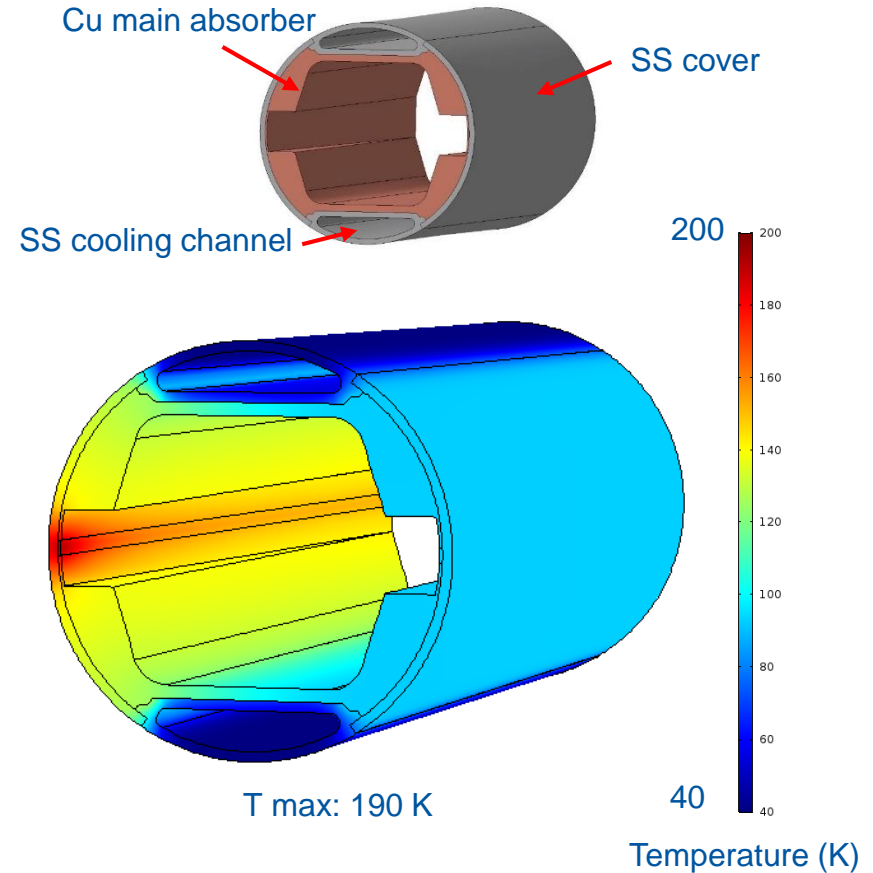 Cu main absorber
SS cover
SS cooling channel
200
200
180
160
140
120
100
80
60
40
40
T max: 190 K
Temperature (K)